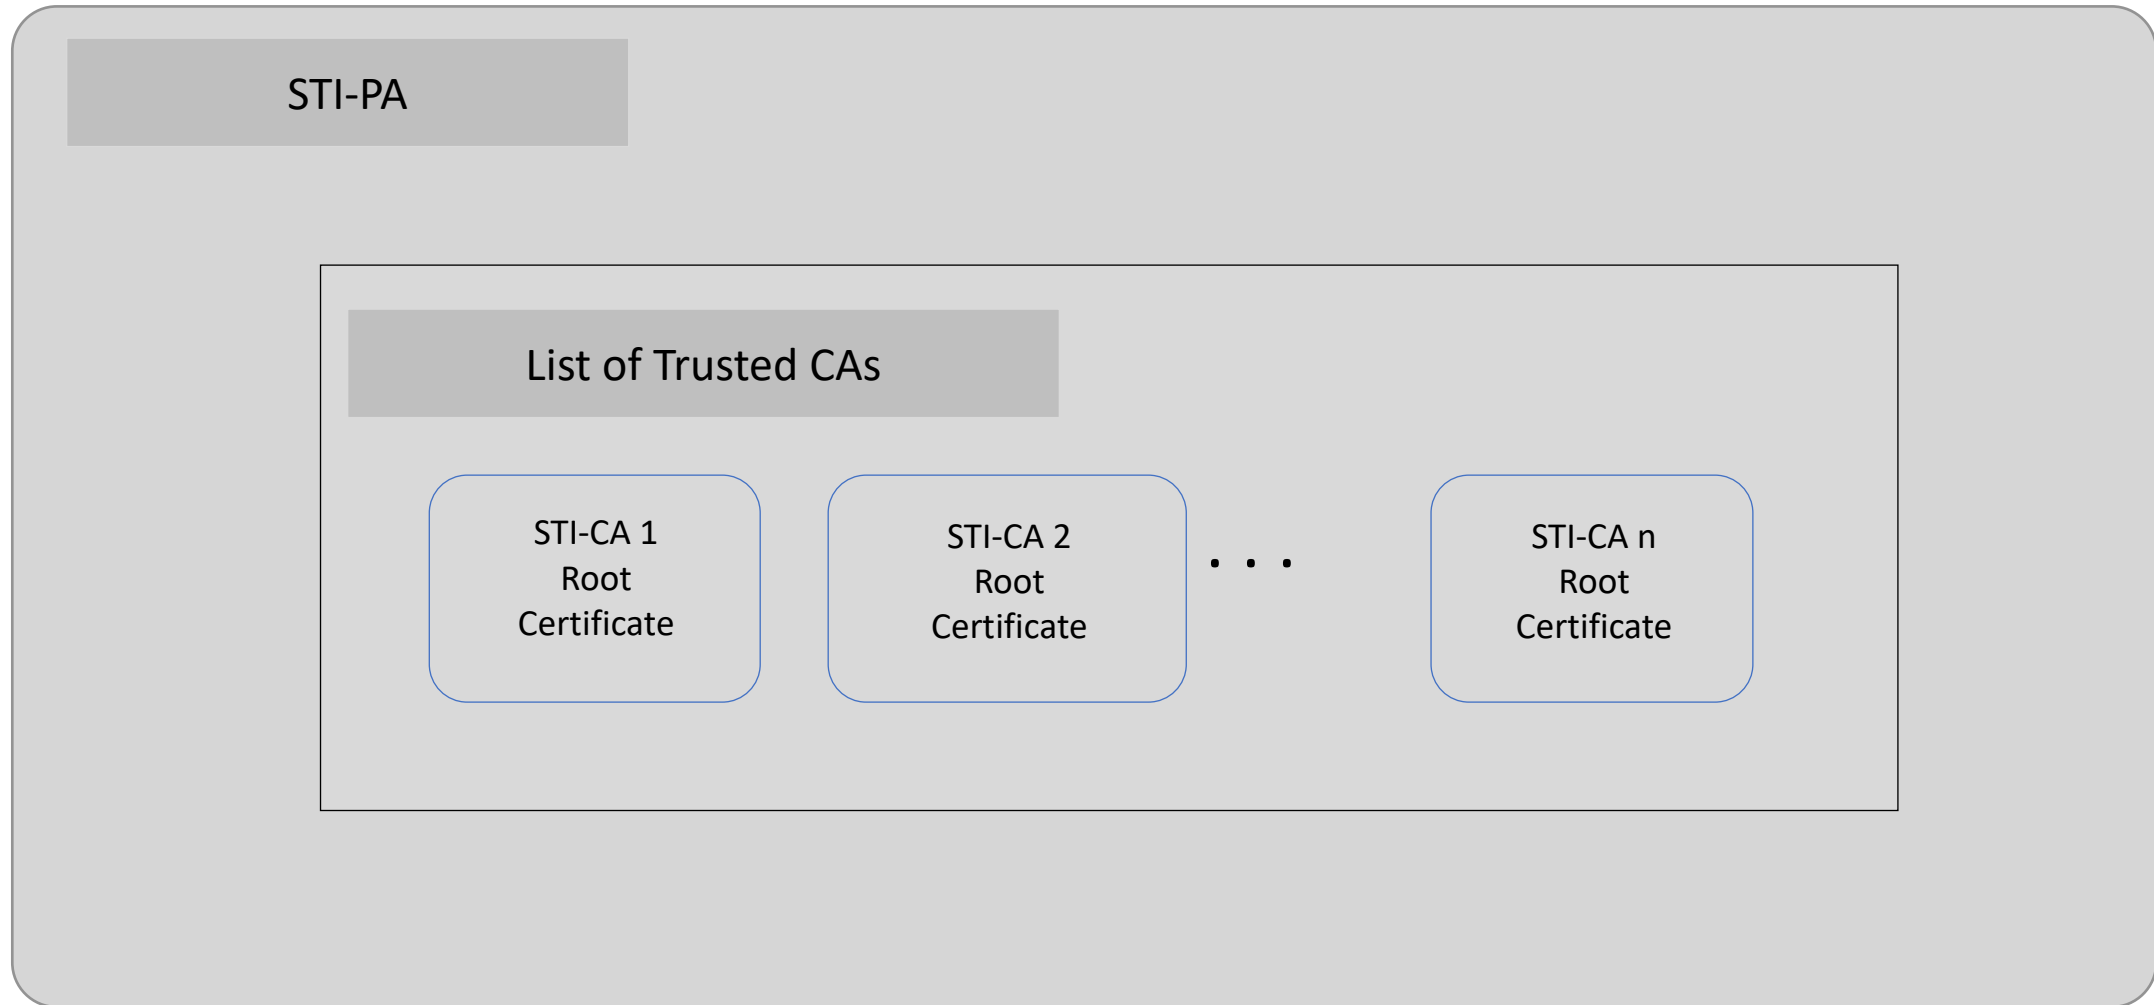 STI-PA
List of Trusted CAs
STI-CA 1
Root
Certificate
STI-CA 2
Root
Certificate
. . .
STI-CA n
Root
Certificate